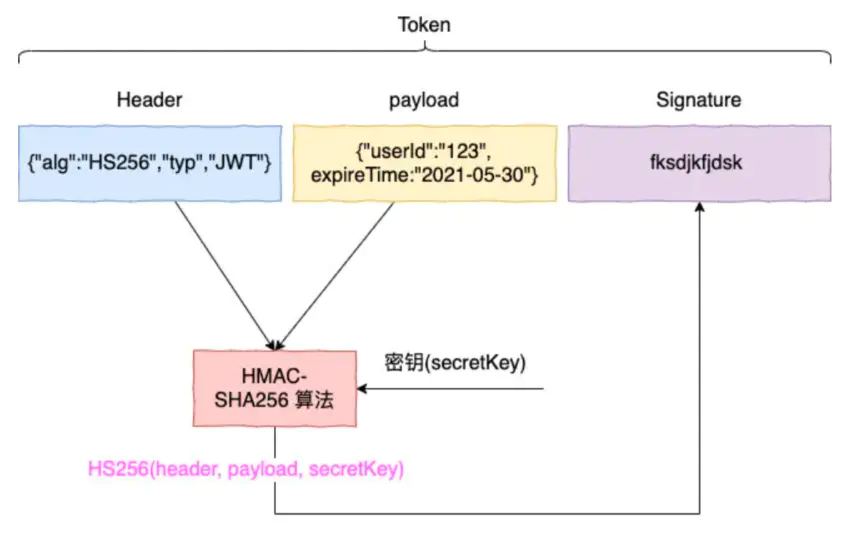 Token
Header
payload
Signature
{"alg":"HS256","typ","JWT"}
{"userId":"123",
expireTime:"2021-05-30"}
fksdjkfjdsk
HMAC-
SHA256 算法
密钥(secretKey)
HS256(header, payload, secretKey)